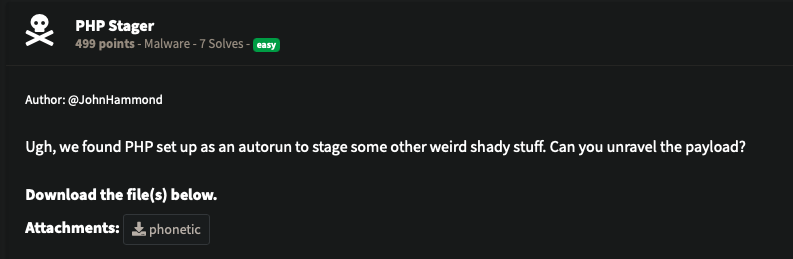 PHP Stager
499 points - Malware - 7 Solves - easy
Author: @JohnHammond
Ugh, we found PHP set up as an autorun to stage some other weird shady stuff. Can you unravel the payload?
Download the file(s) below.
Attachments: phonetic